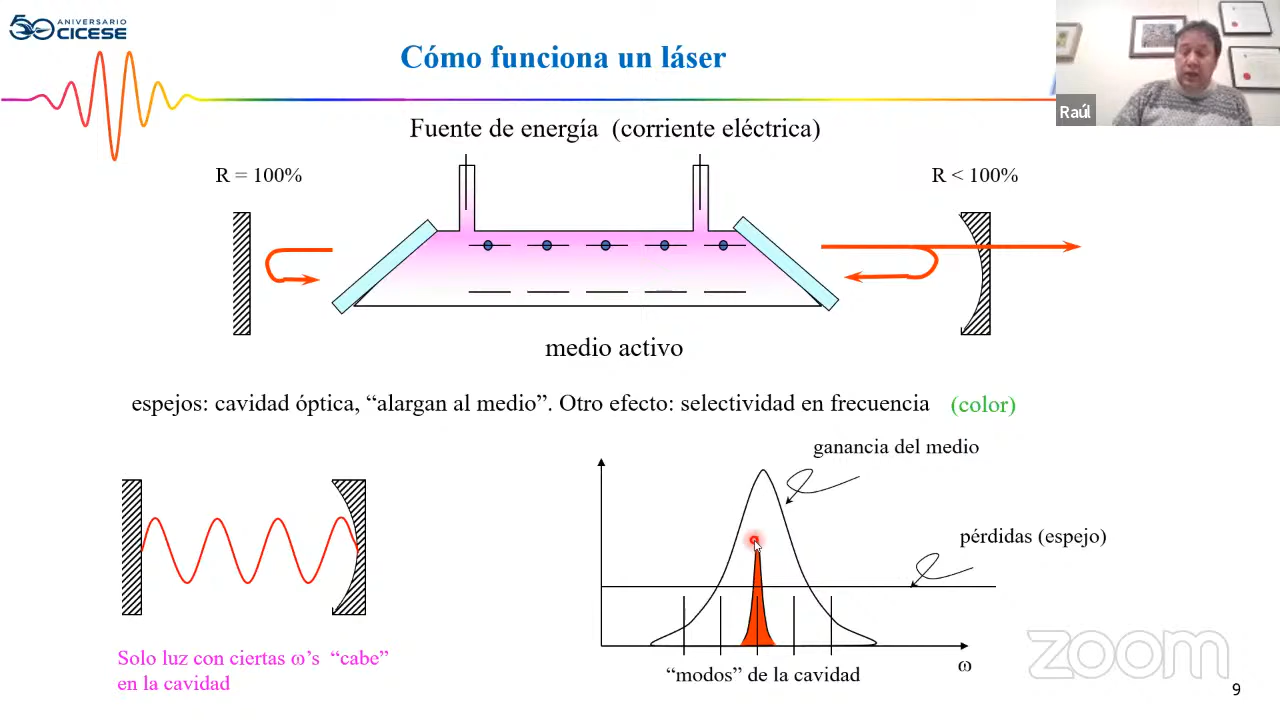 50 ANIVERSARIO
CICESE
Cómo funciona un láser
Raúl
Fuente de energía (corriente eléctrica)
R = 100%
R < 100%
medio activo
espejos: cavidad óptica, “alargan al medio”. Otro efecto: selectividad en frecuencia (color)
ganancia del medio
pérdidas (espejo)
Solo luz con ciertas ω’s “cabe”
en la cavidad
“modos” de la cavidad
ω
zoom
9